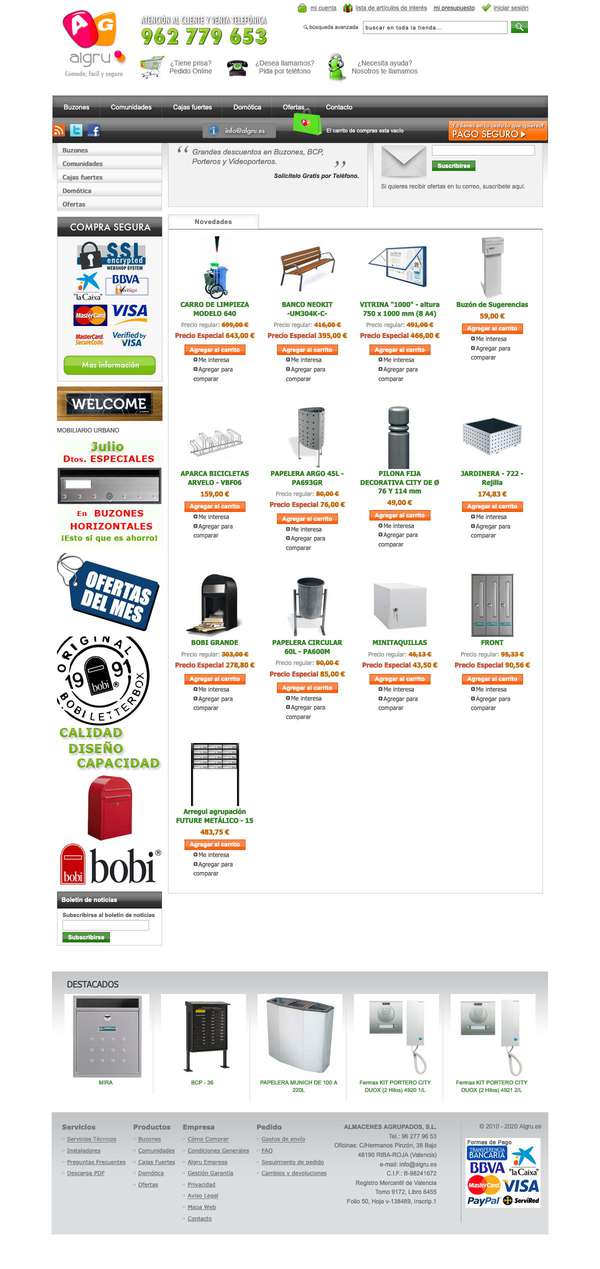 mi cuenta
lista de artículos de interés
mi presupuesto
iniciar sesión
AG
algru
Cómodo, fácil y seguro
ATENCIÓN AL CLIENTE Y VENTA TELEFÓNICA
962 779 653
búsqueda avanzada
buscar en toda la tienda...
¿Tiene prisa?
Pedido Online
¿Desea llamarnos?
Pida por teléfono
¿Necesita ayuda?
Nosotros te llamamos
Buzones
Comunidades
Cajas fuertes
Domótica
Ofertas
Contacto
info@algru.es
El carrito de compras esta vacío
PAGO SEGURO
Buzones
Comunidades
Cajas fuertes
Domótica
Ofertas
Grandes descuentos en Buzones, BCP,
Porteros y Videoporteros.
Solicítelo Gratis por Teléfono.
Suscribirse
Si quieres recibir ofertas en tu correo, suscribete aquí.
COMPRA SEGURA
SSL
encrypted
WEBSHOP SYSTEM
"la Caixa"
BBVA
VeriSign
MasterCard
VISA
MasterCard.
SecureCode.
Verified by
VISA
Mas información
WELCOME
MOBILIARIO URBANO
Julio
Dtos. ESPECIALES
En BUZONES
HORIZONTALES
¡Esto sí que es ahorro!
OFERTAS
DEL MES
ORIGINAL
1991
bobi
BOBI LETTERBOX
CALIDAD
DISEÑO
CAPACIDAD
bobi
bobi
Boletín de noticias
Subscribirse al boletín de noticias
Subscribirse
Novedades
CARRO DE LIMPIEZA
MODELO 640
Precio regular: 699,00 €
Precio Especial 643,00 €
Agregar al carrito
Me interesa
Agregar para
comparar
BANCO NEOKIT
-UM304K-C-
Precio regular: 416,00 €
Precio Especial 395,00 €
Agregar al carrito
Me interesa
Agregar para
comparar
VITRINA "1000" - altura
750 x 1000 mm (8 A4)
Precio regular: 491,00 €
Precio Especial 466,00 €
Agregar al carrito
Me interesa
Agregar para
comparar
Buzón de Sugerencias
59,00 €
Agregar al carrito
Me interesa
Agregar para
comparar
APARCA BICICLETAS
ARVELO - VBF06
159,00 €
Agregar al carrito
Me interesa
Agregar para
comparar
PAPELERA ARGO 45L -
PA693GR
Precio regular: 80,00 €
Precio Especial 76,00 €
Agregar al carrito
Me interesa
Agregar para
comparar
PILONA FIJA
DECORATIVA CITY DE Ø
76 Y 114 mm
49,00 €
Agregar al carrito
Me interesa
Agregar para
comparar
JARDINERA - 722 -
Rejilla
174,83 €
Agregar al carrito
Me interesa
Agregar para
comparar
BOBI GRANDE
Precio regular: 303,00 €
Precio Especial 278,80 €
Agregar al carrito
Me interesa
Agregar para
comparar
PAPELERA CIRCULAR
60L - PA600M
Precio regular: 90,00 €
Precio Especial 85,00 €
Agregar al carrito
Me interesa
Agregar para
comparar
MINITAQUILLAS
Precio regular: 46,13 €
Precio Especial 43,50 €
Agregar al carrito
Me interesa
Agregar para
comparar
FRONT
Precio regular: 95,33 €
Precio Especial 90,56 €
Agregar al carrito
Me interesa
Agregar para
comparar
Arregui agrupación
FUTURE METÁLICO - 15
483,75 €
Agregar al carrito
Me interesa
Agregar para
comparar
DESTACADOS
MIRA
BCP - 36
PAPELERA MUNICH DE 100 A
220L
Fermax KIT PORTERO CITY
DUOX (2 Hilos) 4920 1/L
Fermax KIT PORTERO CITY
DUOX (2 Hilos) 4921 2/L
Servicios
Servicios Técnicos
Instaladores
Preguntas Frecuentes
Descarga PDF
Productos
Buzones
Comunidades
Cajas Fuertes
Domótica
Ofertas
Empresa
Cómo Comprar
Condiciones Generales
Algru Empresa
Gestión Garantía
Privacidad
Aviso Legal
Mapa Web
Contacto
Pedido
Gastos de envío
FAQ
Seguimiento de pedido
Cambios y devoluciones
ALMACENES AGRUPADOS, S.L.
Tel.: 96 277 96 53
Oficinas: C/Hermanos Pinzón, 36 Bajo
46190 RIBA-ROJA (Valencia)
e-mail: info@algru.es
C.I.F.: B-98241672
Registro Mercantil de Valencia
Tomo 9172, Libro 6455
Folio 50, Hoja v-138489, Inscrip.1
© 2010 - 2020 Algru.es
Formas de Pago
TRANSFERENCIA
BANCARIA
BBVA
"la Caixa"
MasterCard
VISA
PayPal
ServiRed